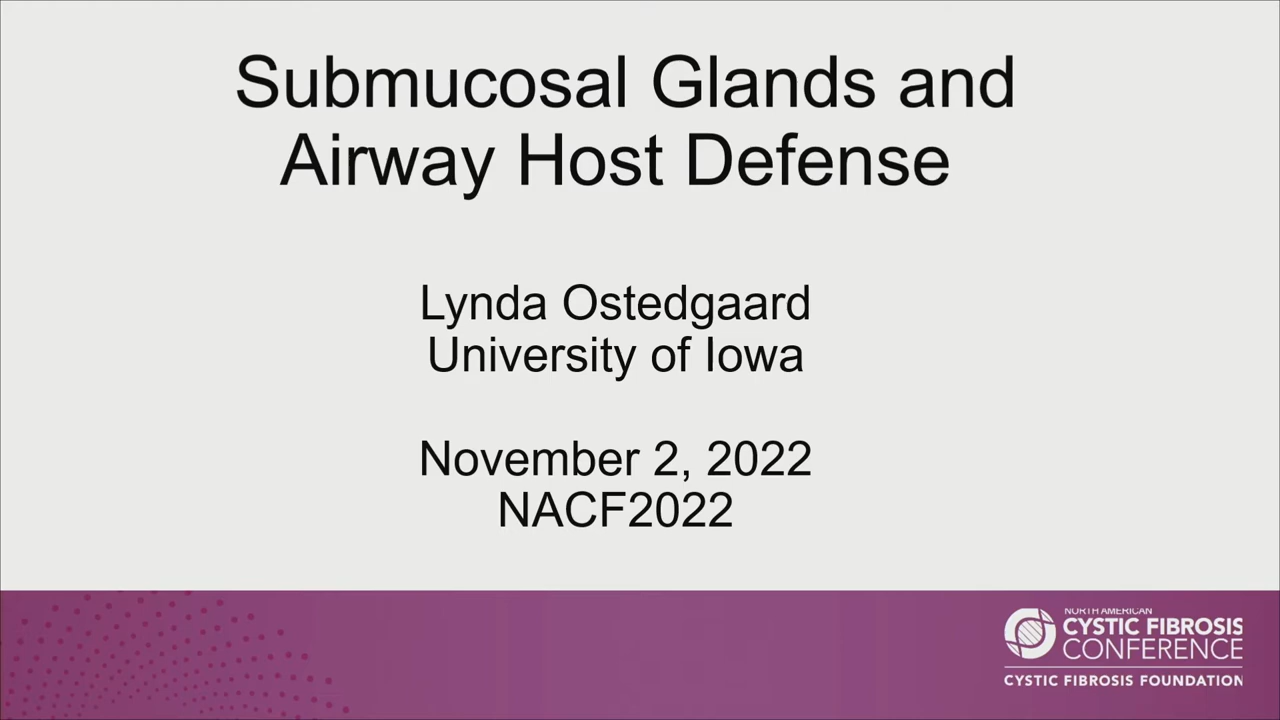 Submucosal Glands and
Airway Host Defense
Lynda Ostedgaard
University of Iowa
November 2, 2022
NACF2022
NORTH AMERICAN
CYSTIC FIBROSIS
CONFERENCE
CYSTIC FIBROSIS FOUNDATION